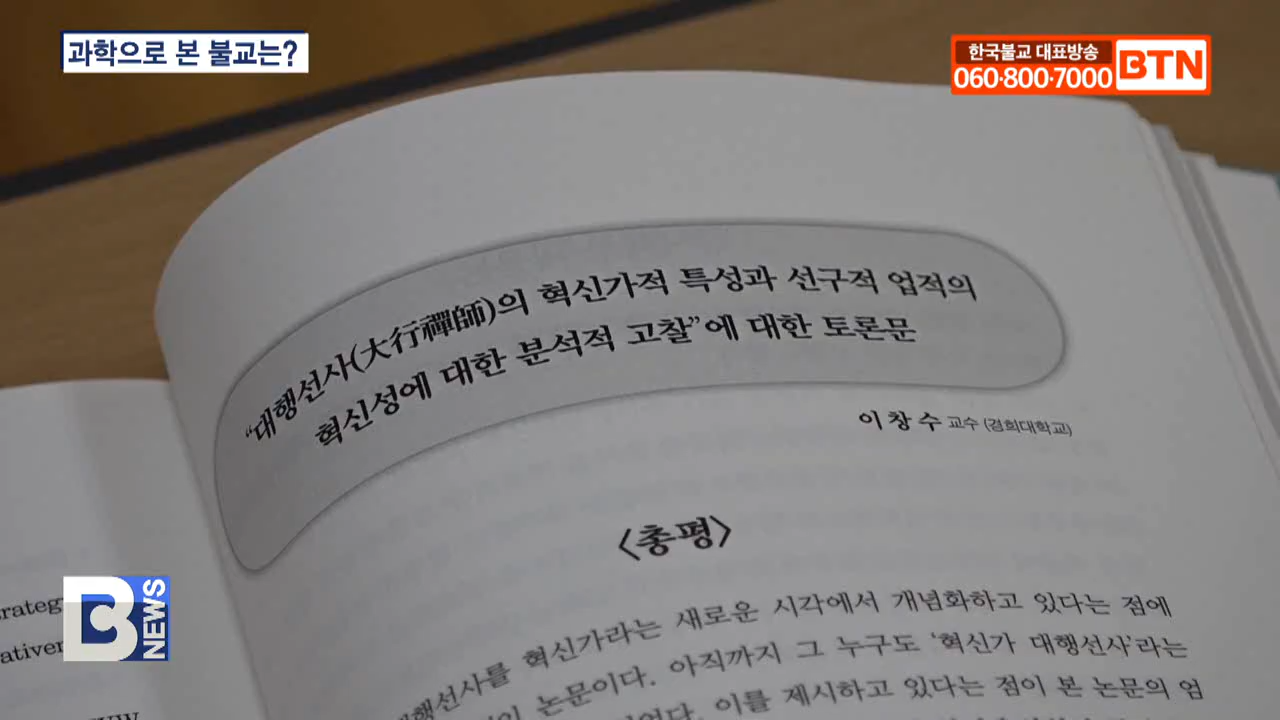 과학으로 본 불교는?
한국불교 대표방송
060·800·7000
BTN
“대행선사(大行禪師)의 혁신가적 특성과 선구적 업적의
혁신성에 대한 분석적 고찰”에 대한 토론문
이창수 교수 (경희대학교)
〈총평〉
대행선사를 혁신가라는 새로운 시각에서 개념화하고 있다는 점에
논문이다. 아직까지 그 누구도 ‘혁신가 대행선사’라는
이를 제시하고 있다는 점이 본 논문의 업
B NEWS